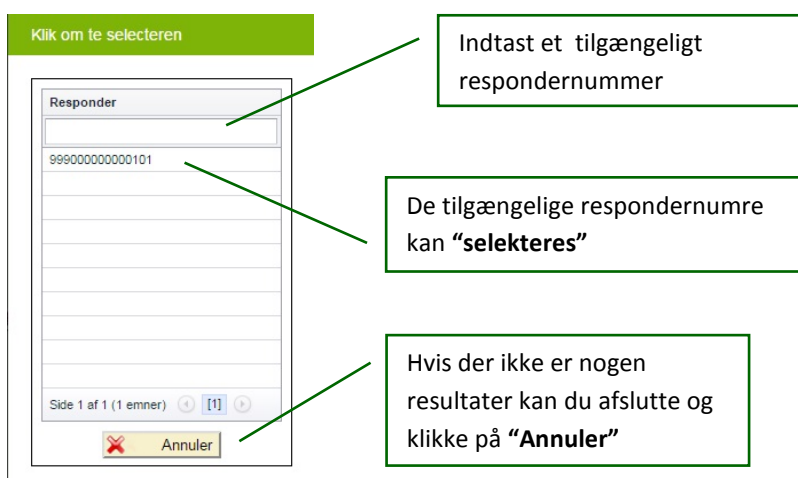 Klik om te selecteren
Indtast et tilgængeligt
respondernummer
Responder
999000000000101
De tilgængelige respondernumre
kan “selekteres”
Hvis der ikke er nogen
resultater kan du afslutte og
klikke på “Annuler”
Side 1 af 1 (1 emner) [1]
Annuler